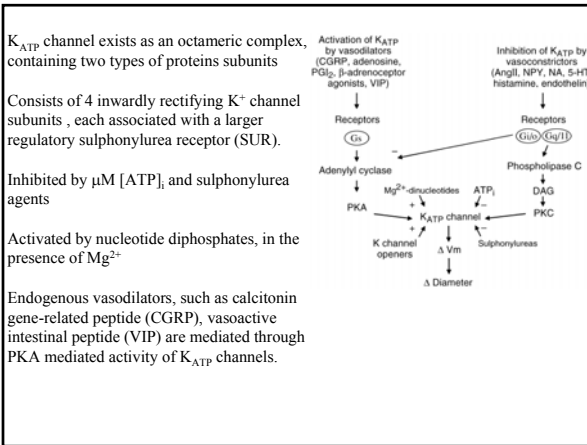 K_ATP channel exists as an octameric complex,
containing two types of proteins subunits
Consists of 4 inwardly rectifying K⁺ channel
subunits , each associated with a larger
regulatory sulphonylurea receptor (SUR).
Inhibited by μM [ATP]i and sulphonylurea
agents
Activated by nucleotide diphosphates, in the
presence of Mg²⁺
Endogenous vasodilators, such as calcitonin
gene-related peptide (CGRP), vasoactive
intestinal peptide (VIP) are mediated through
PKA mediated activity of K_ATP channels.
Activation of K_ATP
by vasodilators
(CGRP, adenosine,
PGI₂, β-adrenoceptor
agonists, VIP)
Receptors
Gs
Adenylyl cyclase
PKA
Inhibition of K_ATP by
vasoconstrictors
(AngII, NPY, NA, 5-HT
histamine, endothelin)
Receptors
Gi/o Gq/11
Phospholipase C
DAG
PKC
−
Mg²⁺-dinucleotides ATPi
+ −
K_ATP channel
+ −
K channel
openers
Sulphonylureas
Δ Vm
Δ Diameter